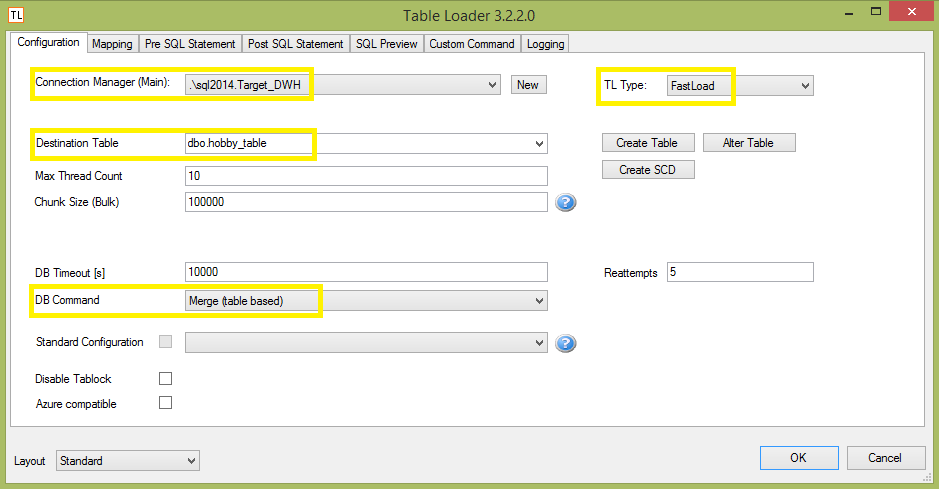 TL Table Loader 3.2.2.0
Configuration Mapping Pre SQL Statement Post SQL Statement SQL Preview Custom Command Logging
Connection Manager (Main): .\sql2014.Target_DWH New TL Type: FastLoad
Destination Table dbo.hobby_table Create Table Alter Table
Max Thread Count 10 Create SCD
Chunk Size (Bulk) 100000 ?
DB Timeout [s] 10000 Reattempts 5
DB Command Merge (table based)
Standard Configuration ?
Disable Tablock
Azure compatible
Layout Standard OK Cancel